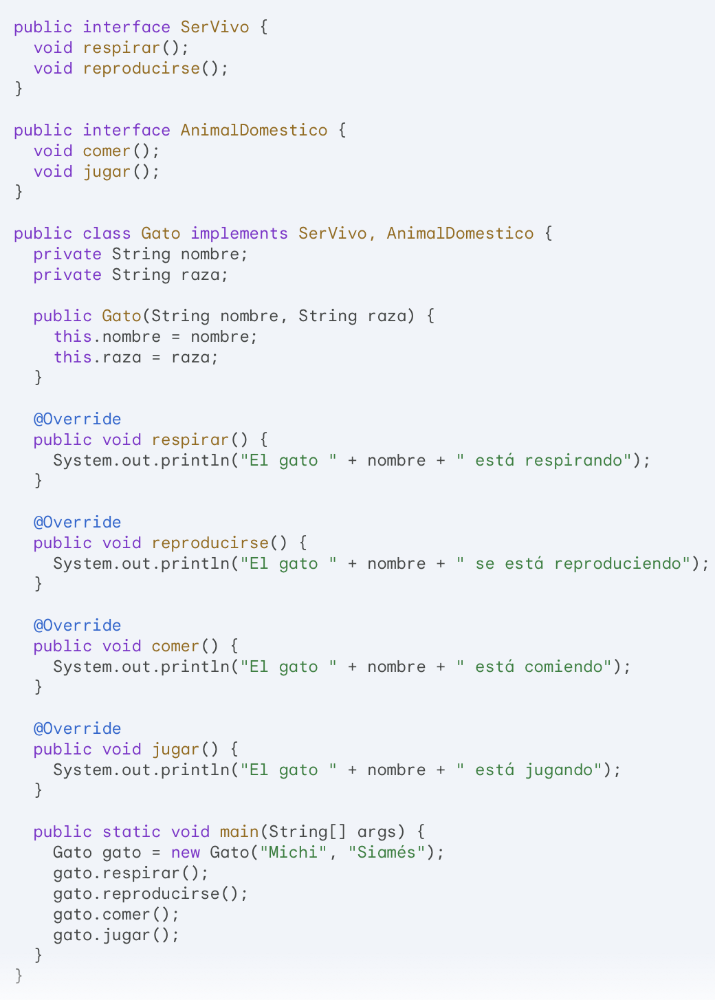 public interface SerVivo {
  void respirar();
  void reproducirse();
}

public interface AnimalDomestico {
  void comer();
  void jugar();
}

public class Gato implements SerVivo, AnimalDomestico {
  private String nombre;
  private String raza;

  public Gato(String nombre, String raza) {
    this.nombre = nombre;
    this.raza = raza;
  }

  @Override
  public void respirar() {
    System.out.println("El gato " + nombre + " está respirando");
  }

  @Override
  public void reproducirse() {
    System.out.println("El gato " + nombre + " se está reproduciendo");
  }

  @Override
  public void comer() {
    System.out.println("El gato " + nombre + " está comiendo");
  }

  @Override
  public void jugar() {
    System.out.println("El gato " + nombre + " está jugando");
  }

  public static void main(String[] args) {
    Gato gato = new Gato("Michi", "Siamés");
    gato.respirar();
    gato.reproducirse();
    gato.comer();
    gato.jugar();
  }
}